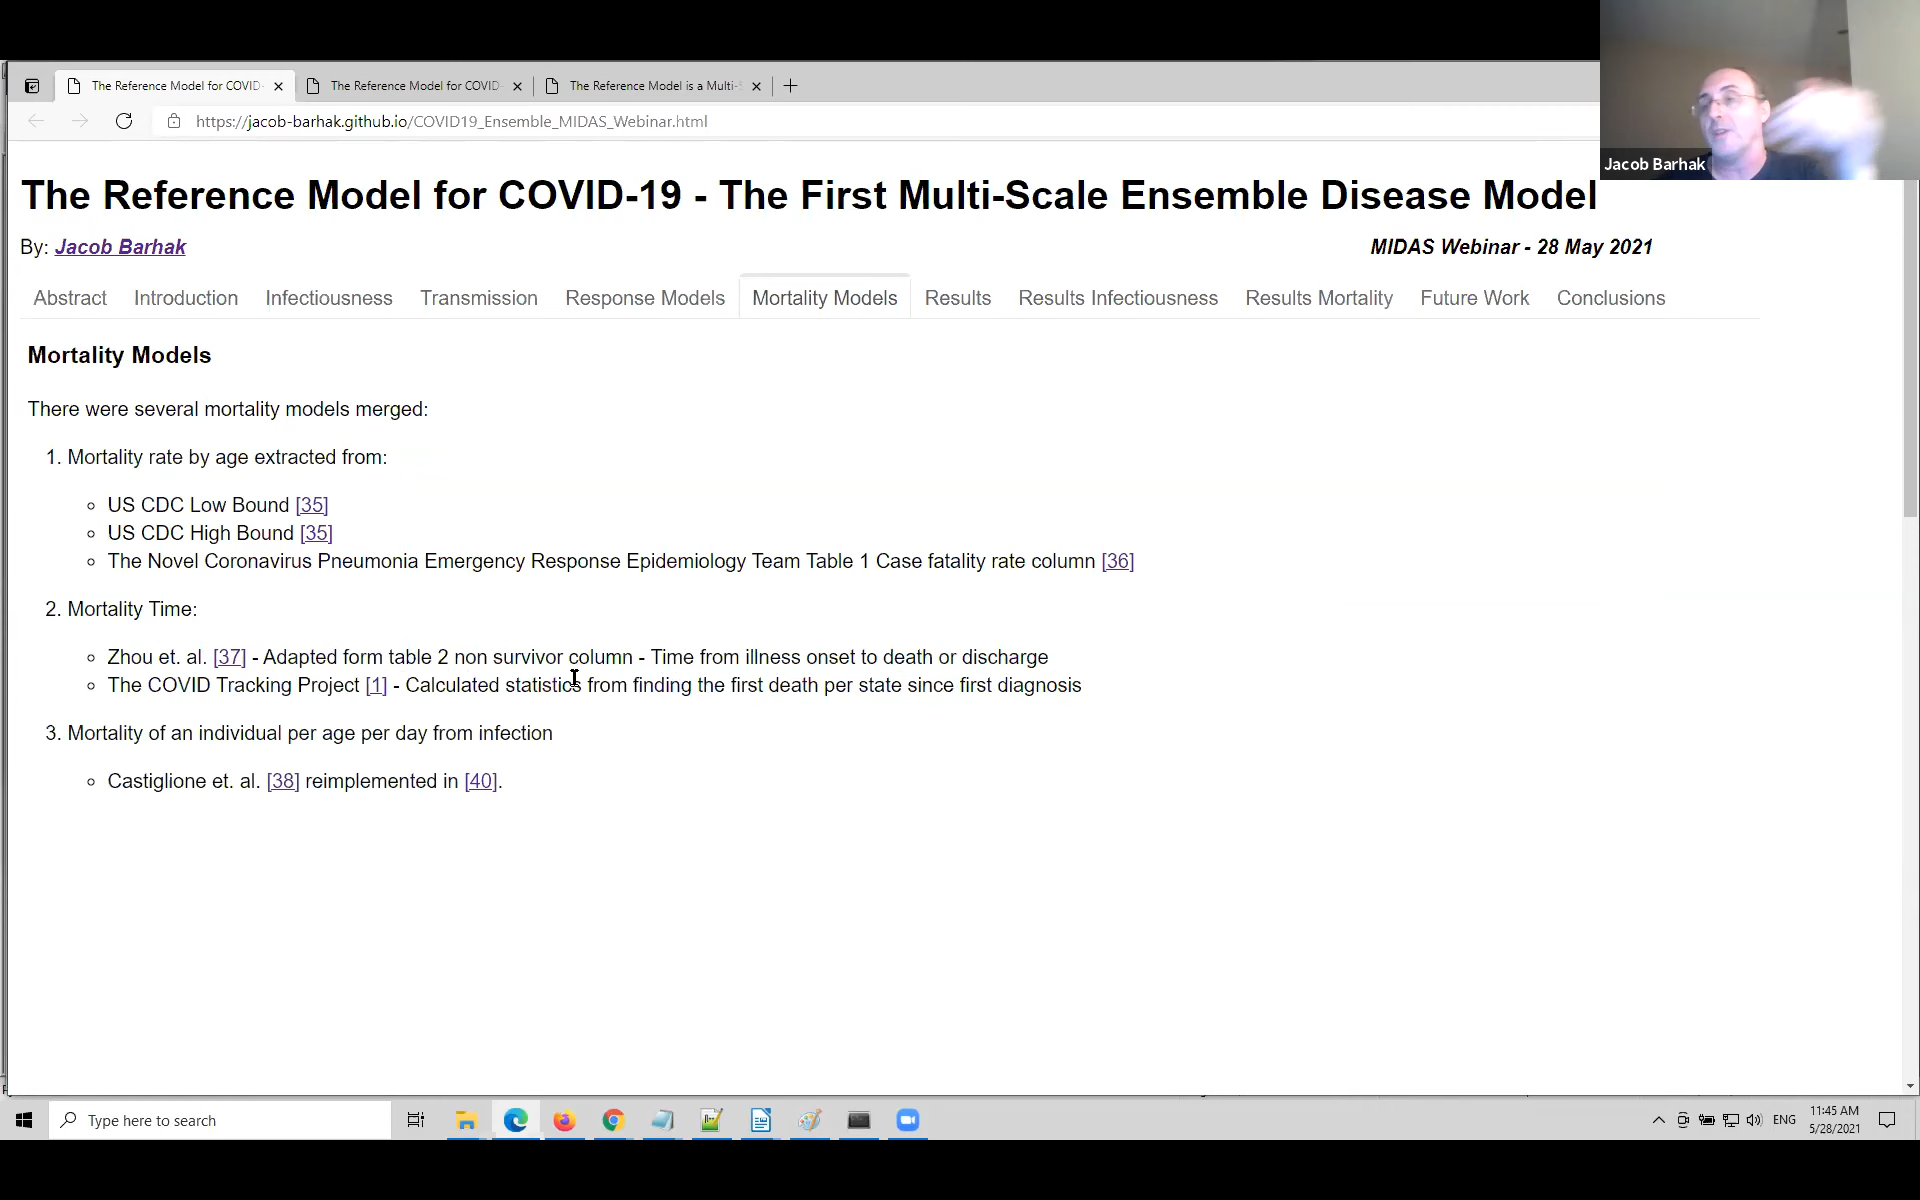 The Reference Model for COVID-
The Reference Model for COVID-
The Reference Model is a Multi-
https://jacob-barhak.github.io/COVID19_Ensemble_MIDAS_Webinar.html
Jacob Barhak
The Reference Model for COVID-19 - The First Multi-Scale Ensemble Disease Model
By: Jacob Barhak
MIDAS Webinar - 28 May 2021
Abstract Introduction Infectiousness Transmission Response Models Mortality Models Results Results Infectiousness Results Mortality Future Work Conclusions
Mortality Models
There were several mortality models merged:
1. Mortality rate by age extracted from:
US CDC Low Bound [35]
US CDC High Bound [35]
The Novel Coronavirus Pneumonia Emergency Response Epidemiology Team Table 1 Case fatality rate column [36]
2. Mortality Time:
Zhou et. al. [37] - Adapted form table 2 non survivor column - Time from illness onset to death or discharge
The COVID Tracking Project [1] - Calculated statistics from finding the first death per state since first diagnosis
3. Mortality of an individual per age per day from infection
Castiglione et. al. [38] reimplemented in [40].
Type here to search
ENG
11:45 AM
5/28/2021